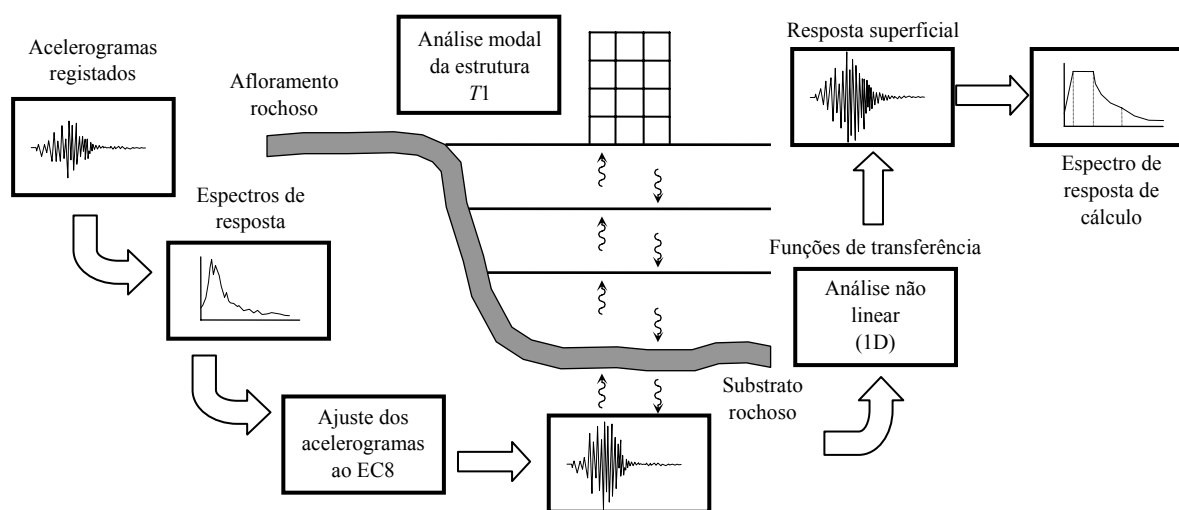 Acelerogramas
registados
Afloramento
rochoso
Análise modal
da estrutura
T1
Resposta superficial
Espectro de
resposta de
cálculo
Espectros de
resposta
Funções de transferência
Análise não
linear
(1D)
Substrato
rochoso
Ajuste dos
acelerogramas
ao EC8